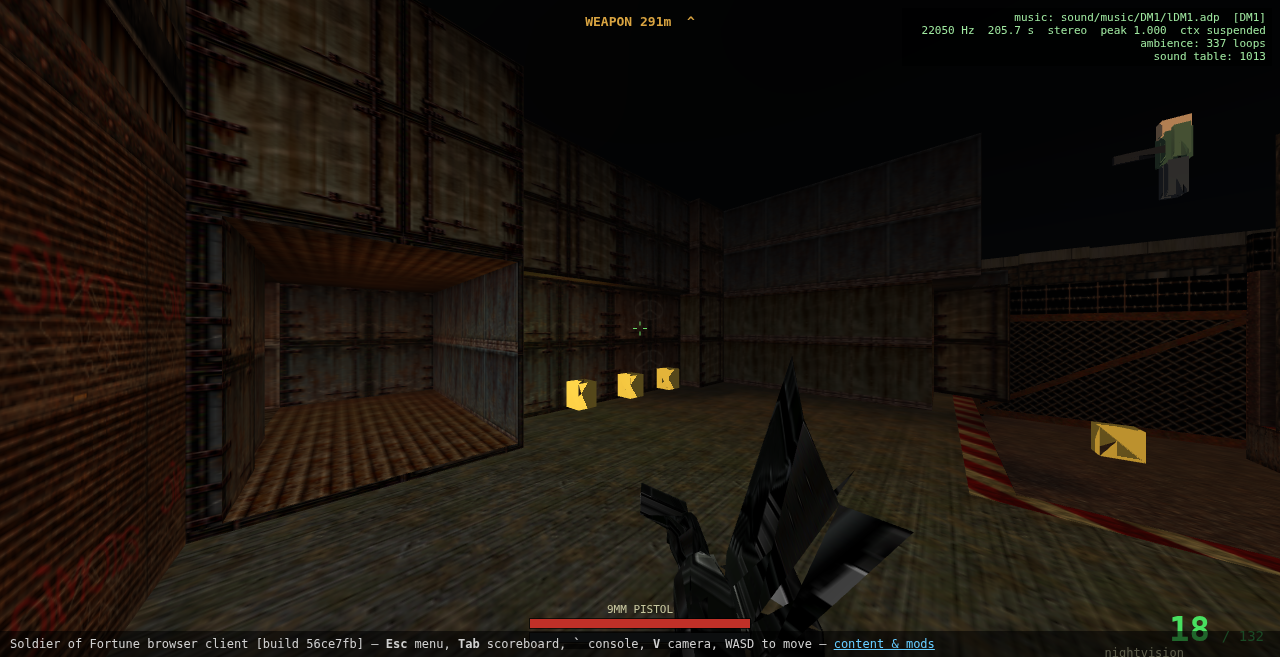 WEAPON 291m ^
music: sound/music/DM1/lDM1.adp [DM1]
22050 Hz 205.7 s stereo peak 1.000 ctx suspended
ambience: 337 loops
sound table: 1013
9MM PISTOL
18 / 132
Soldier of Fortune browser client [build 56ce7fb] — Esc menu, Tab scoreboard, ` console, V camera, WASD to move — content & mods
nightvision